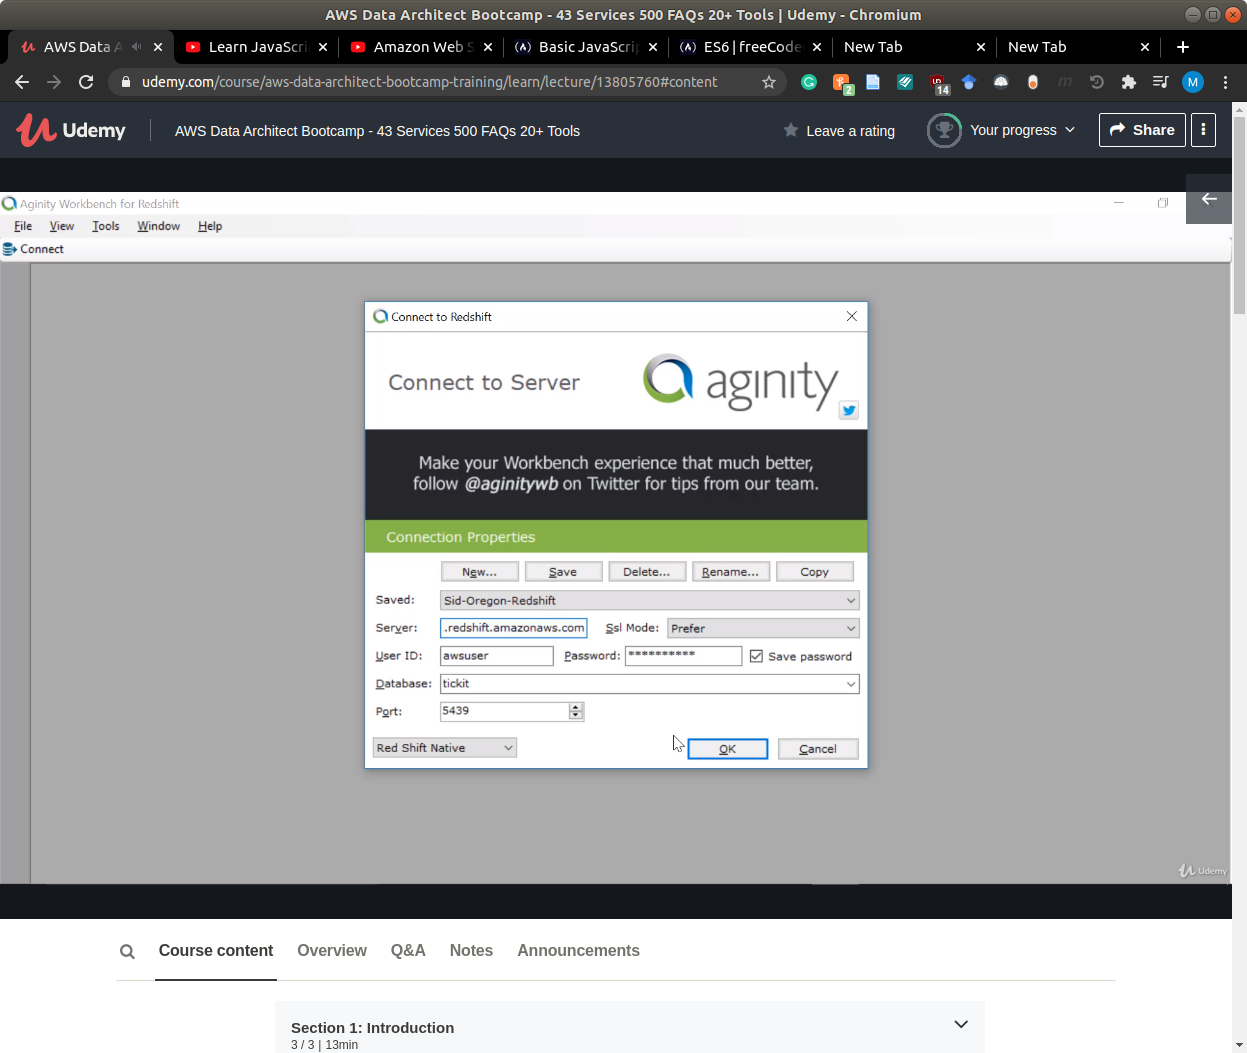 AWS Data Architect Bootcamp - 43 Services 500 FAQs 20+ Tools | Udemy - Chromium
AWS Data A
Learn JavaScri
Amazon Web S
Basic JavaScrip
ES6 | freeCode
New Tab
New Tab
udemy.com/course/aws-data-architect-bootcamp-training/learn/lecture/13805760#content
2
14
M
Udemy
AWS Data Architect Bootcamp - 43 Services 500 FAQs 20+ Tools
Leave a rating
Your progress
Share
Aginity Workbench for Redshift
File View Tools Window Help
Connect
Connect to Redshift
Connect to Server
aginity
Make your Workbench experience that much better,
follow @aginitywb on Twitter for tips from our team.
Connection Properties
New... Save Delete... Rename... Copy
Saved: Sid-Oregon-Redshift
Server: .redshift.amazonaws.com Ssl Mode: Prefer
User ID: awsuser Password: ********** Save password
Database: tickit
Port: 5439
Red Shift Native OK Cancel
Udemy
Course content Overview Q&A Notes Announcements
Section 1: Introduction
3 / 3 | 13min